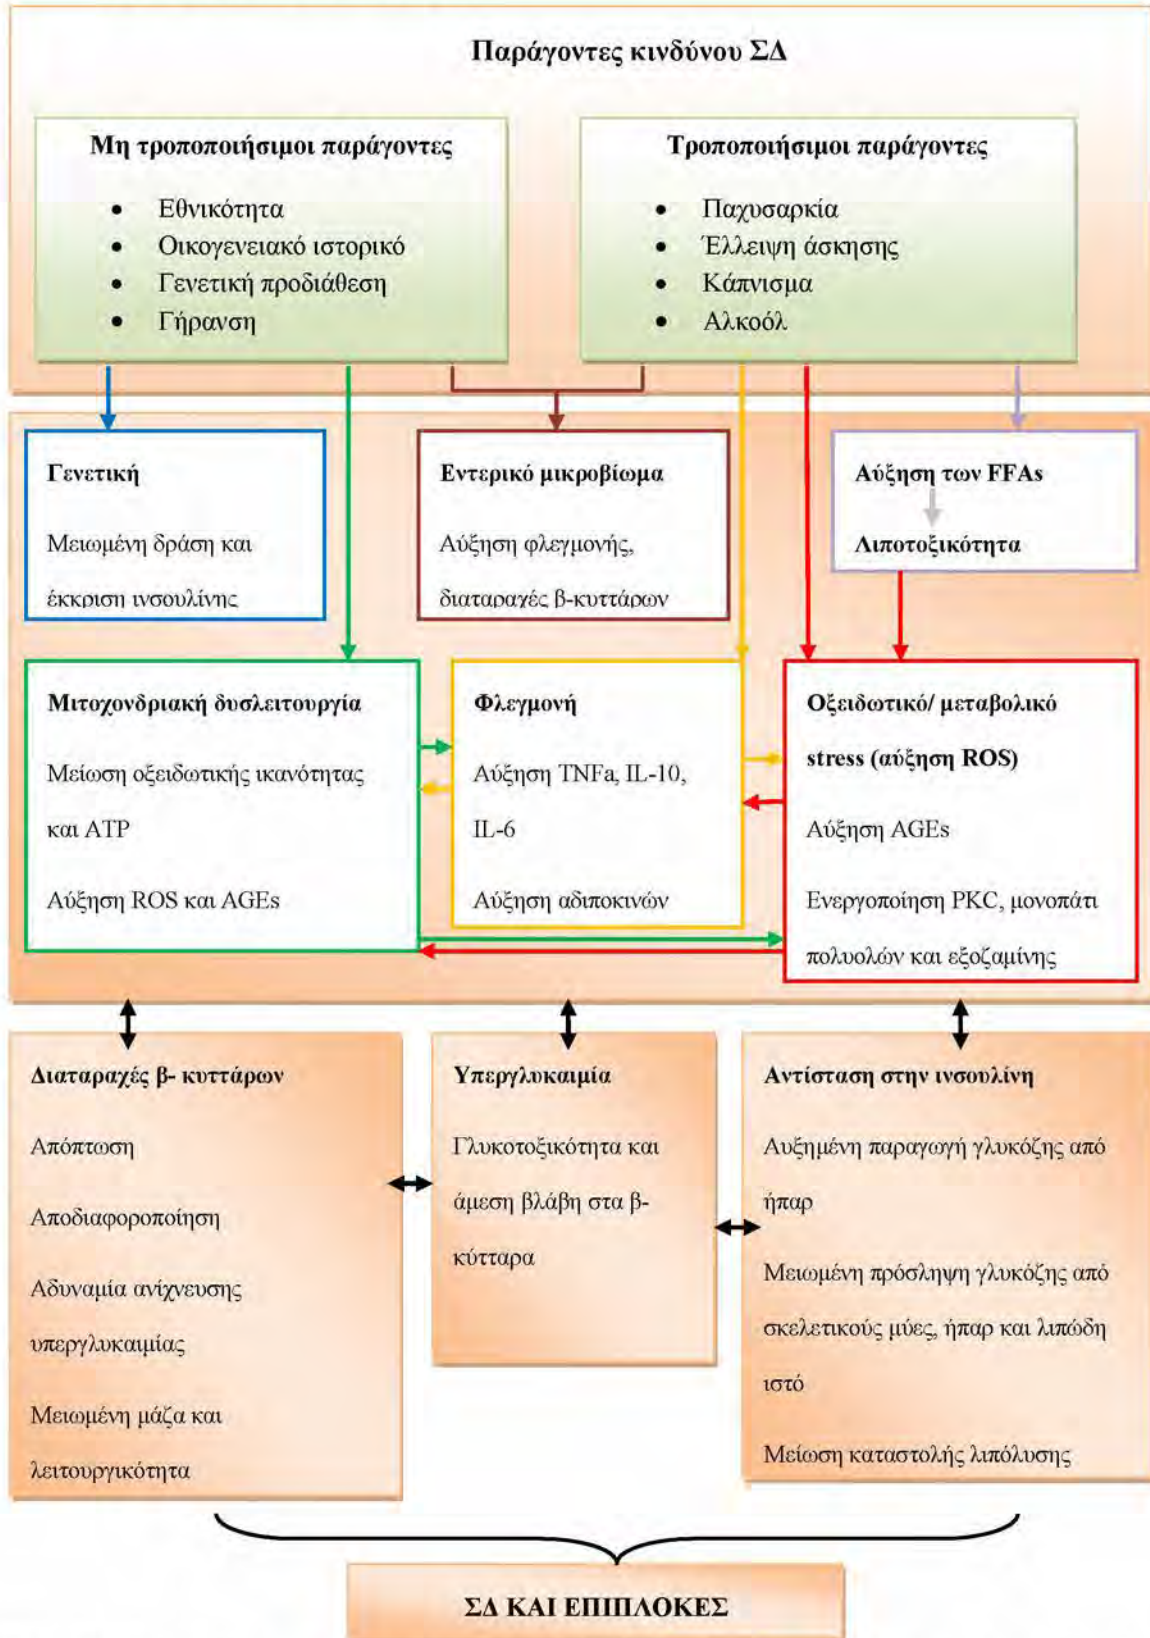 Παράγοντες κινδύνου ΣΔ
Μη τροποποιήσιμοι παράγοντες
• Εθνικότητα
• Οικογενειακό ιστορικό
• Γενετική προδιάθεση
• Γήρανση
Τροποποιήσιμοι παράγοντες
• Παχυσαρκία
• Έλλειψη άσκησης
• Κάπνισμα
• Αλκοόλ
Γενετική
Μειωμένη δράση και
έκκριση ινσουλίνης
Εντερικό μικροβίωμα
Αύξηση φλεγμονής,
διαταραχές β-κυττάρων
Αύξηση των FFAs
Λιποτοξικότητα
Μιτοχονδριακή δυσλειτουργία
Μείωση οξειδωτικής ικανότητας
και ATP
Αύξηση ROS και AGEs
Φλεγμονή
Αύξηση TNFa, IL-10,
IL-6
Αύξηση αδιποκινών
Οξειδωτικό/ μεταβολικό
stress (αύξηση ROS)
Αύξηση AGEs
Ενεργοποίηση PKC, μονοπάτι
πολυολών και εξοζαμίνης
Διαταραχές β- κυττάρων
Απόπτωση
Αποδιαφοροποίηση
Αδυναμία ανίχνευσης
υπεργλυκαιμίας
Μειωμένη μάζα και
λειτουργικότητα
Υπεργλυκαιμία
Γλυκοτοξικότητα και
άμεση βλάβη στα β-
κύτταρα
Αντίσταση στην ινσουλίνη
Αυξημένη παραγωγή γλυκόζης από
ήπαρ
Μειωμένη πρόσληψη γλυκόζης από
σκελετικούς μύες, ήπαρ και λιπώδη
ιστό
Μείωση καταστολής λιπόλυσης
ΣΔ ΚΑΙ ΕΠΙΠΛΟΚΕΣ